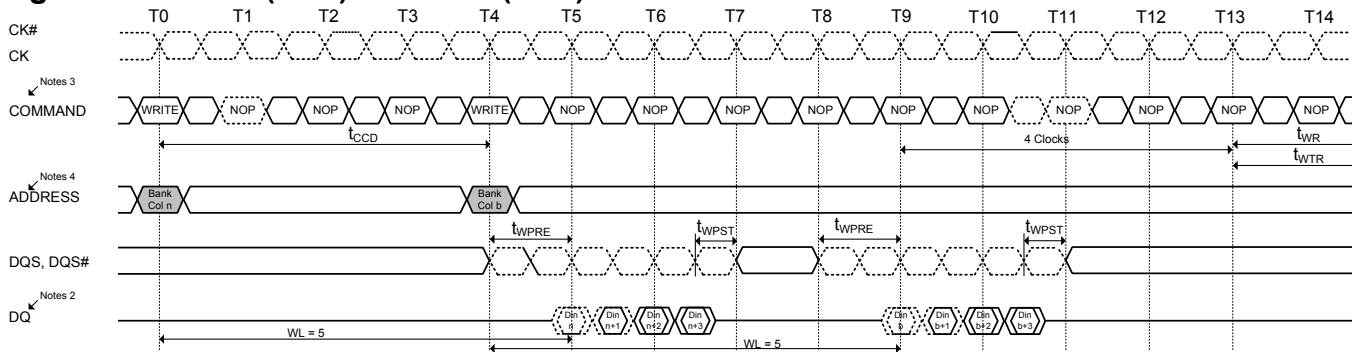 T0 T1 T2 T3 T4 T5 T6 T7 T8 T9 T10 T11 T12 T13 T14
CK#
CK
Notes 3
COMMAND
WRITE NOP NOP NOP WRITE NOP NOP NOP NOP NOP NOP NOP NOP NOP NOP
tCCD
4 Clocks
tWR
tWTR
Notes 4
ADDRESS
Bank Col n
Bank Col b
tWPRE tWPST tWPRE tWPST
DQS, DQS#
Notes 2
DQ
Din n Din n+1 Din n+2 Din n+3 Din b Din b+1 Din b+2 Din b+3
WL = 5
WL = 5